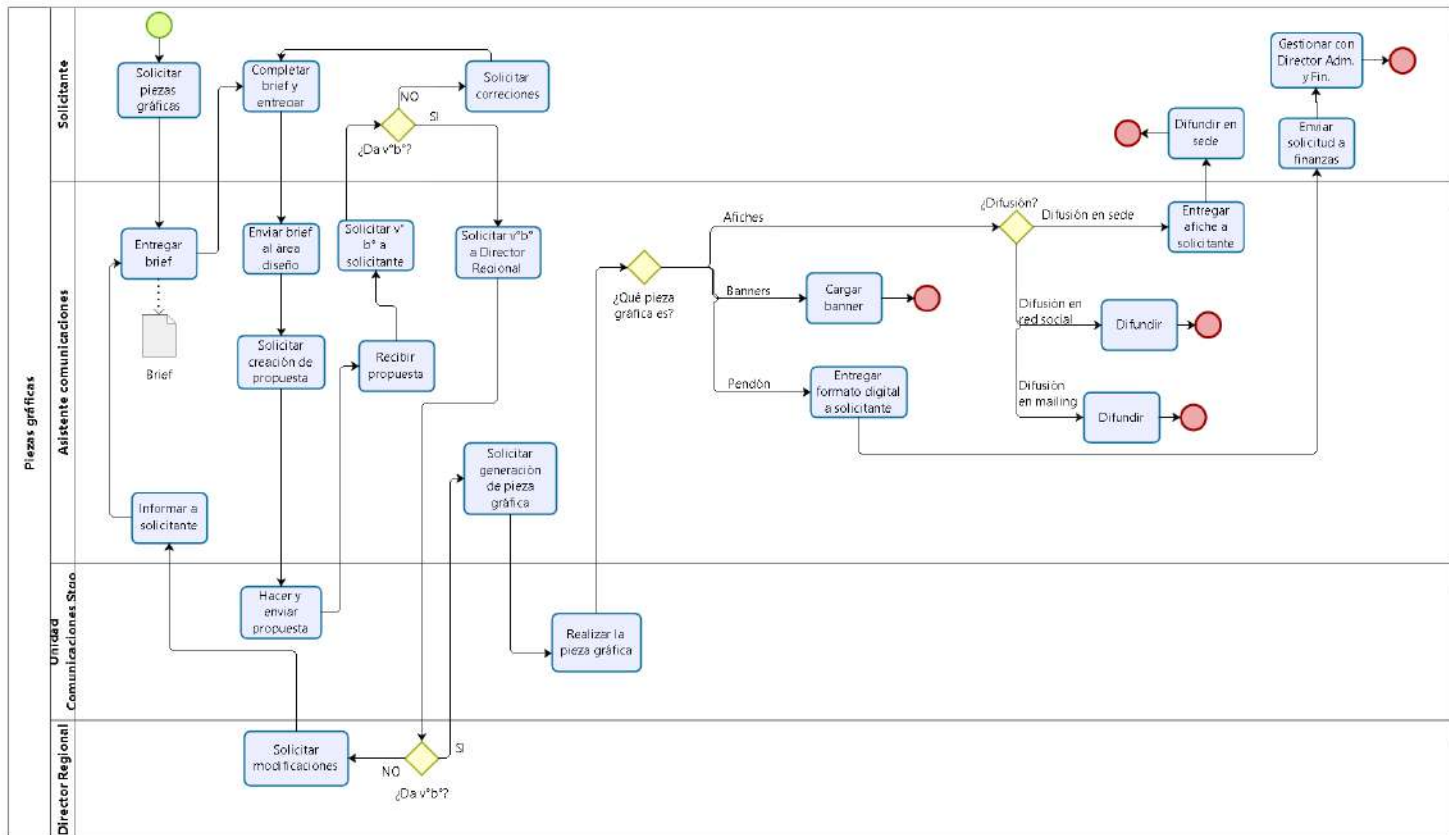 Piezas gráficas
Solicitante
Solicitar
piezas
gráficas
Completar
brief y
entregar
Solicitar
correciones
NO
SI
¿Da v°b°?
Gestionar con
Director Adm.
y Fin.
Difundir en
sede
Enviar
solicitud a
finanzas
Asistente comunicaciones
Entregar
brief
Brief
Enviar brief
al área
diseño
Solicitar v°
b° a
solicitante
Solicitar v°b°
a Director
Regional
Solicitar
creación de
propuesta
Recibir
propuesta
¿Qué pieza
gráfica es?
Afiches
Banners
Pendón
Cargar
banner
Entregar
formato digital
a solicitante
¿Difusión?
Difusión en sede
Entregar
afiche a
solicitante
Difusión en
red social
Difundir
Difusión
en mailing
Difundir
Solicitar
generación
de pieza
gráfica
Informar a
solicitante
Unidad
Comunicaciones Stgo
Hacer y
enviar
propuesta
Realizar la
pieza gráfica
Director Regional
Solicitar
modificaciones
NO
SI
¿Da v°b°?